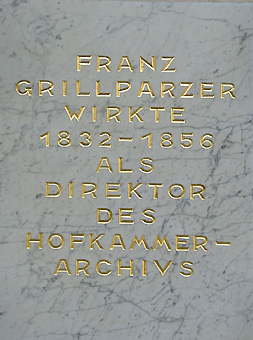 FRANZ
GRILLPARZER
WIRKTE
1832–1856
ALS
DIREKTOR
DES
HOFKAMMER–
ARCHIVS